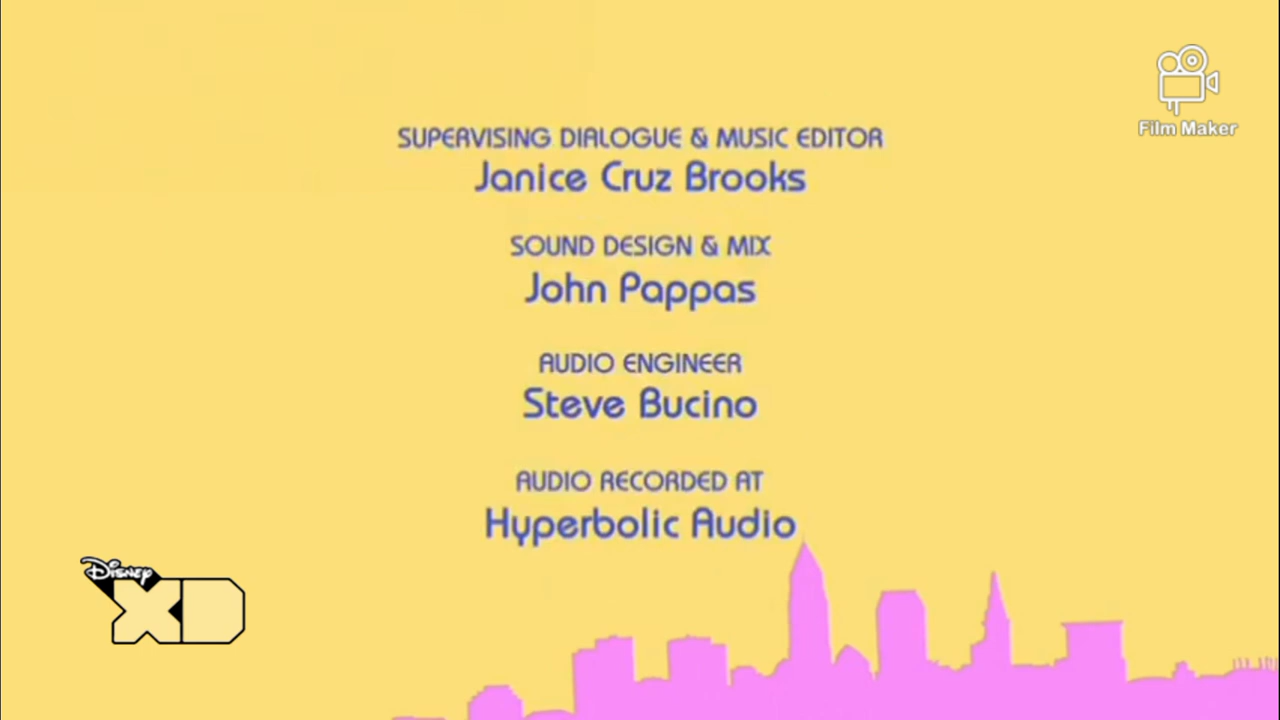 Film Maker
SUPERVISING DIALOGUE & MUSIC EDITOR
Janice Cruz Brooks
SOUND DESIGN & MIX
John Pappas
AUDIO ENGINEER
Steve Bucino
AUDIO RECORDED AT
Hyperbolic Audio
Disney
XD